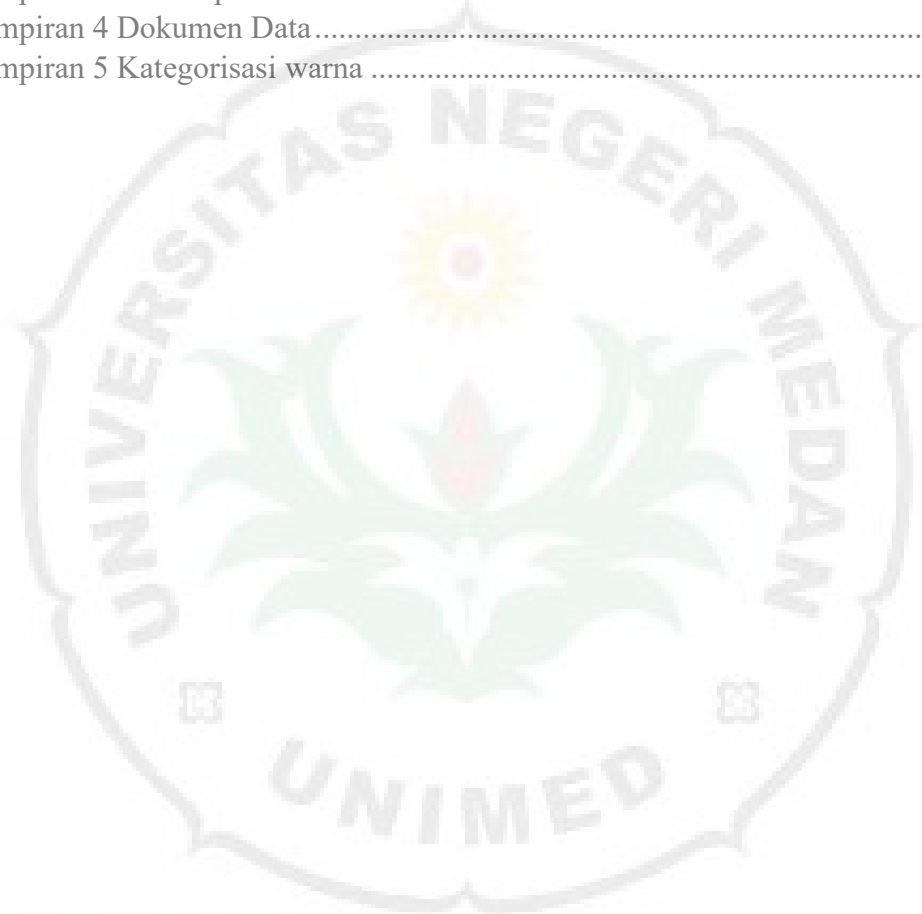 mpiran 4 Dokumen Data................................................................................
mpiran 5 Kategorisasi warna .........................................................................
UNIVERSITAS NEGERI MEDAN
UNIMED